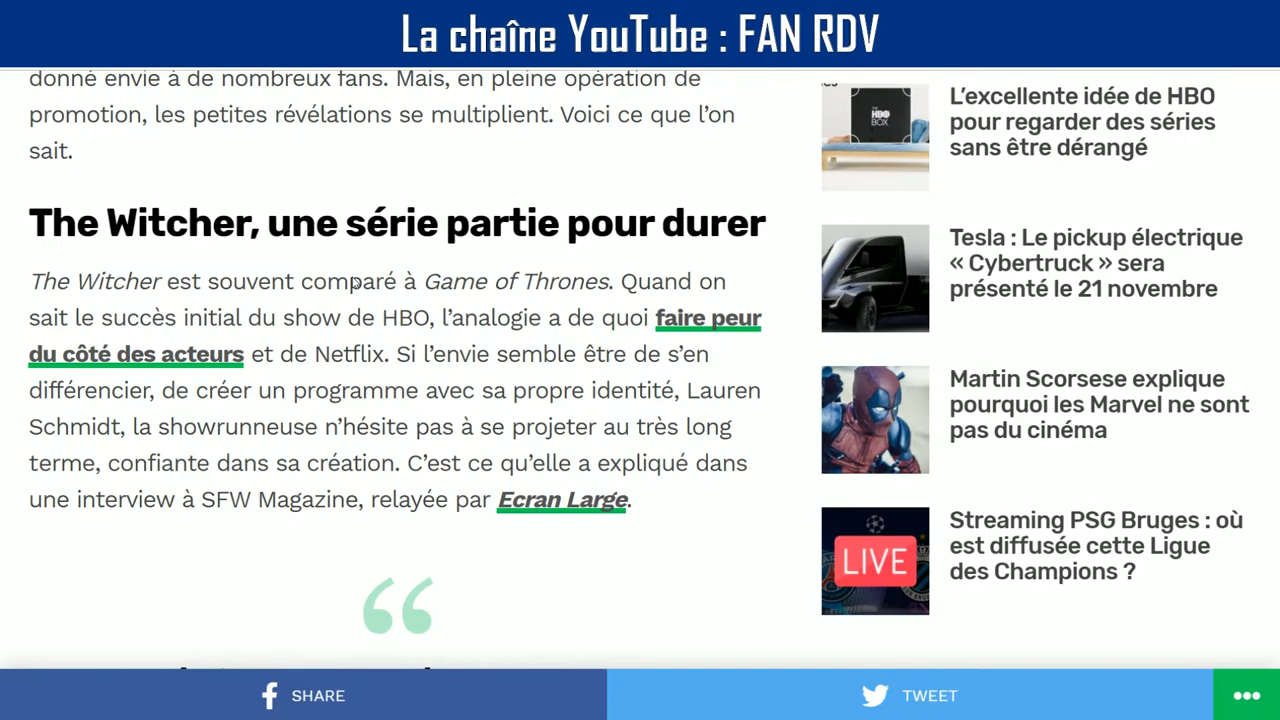 La chaîne YouTube : FAN RDV
donné envie à de nombreux fans. Mais, en pleine opération de
promotion, les petites révélations se multiplient. Voici ce que l’on
sait.
The Witcher, une série partie pour durer
The Witcher est souvent comparé à Game of Thrones. Quand on
sait le succès initial du show de HBO, l’analogie a de quoi faire peur
du côté des acteurs et de Netflix. Si l’envie semble être de s’en
différencier, de créer un programme avec sa propre identité, Lauren
Schmidt, la showrunneuse n’hésite pas à se projeter au très long
terme, confiante dans sa création. C’est ce qu’elle a expliqué dans
une interview à SFW Magazine, relayée par Ecran Large.
THE
HBO
BOX
L’excellente idée de HBO
pour regarder des séries
sans être dérangé
Tesla : Le pickup électrique
« Cybertruck » sera
présenté le 21 novembre
Martin Scorsese explique
pourquoi les Marvel ne sont
pas du cinéma
LIVE
Streaming PSG Bruges : où
est diffusée cette Ligue
des Champions ?
SHARE
TWEET